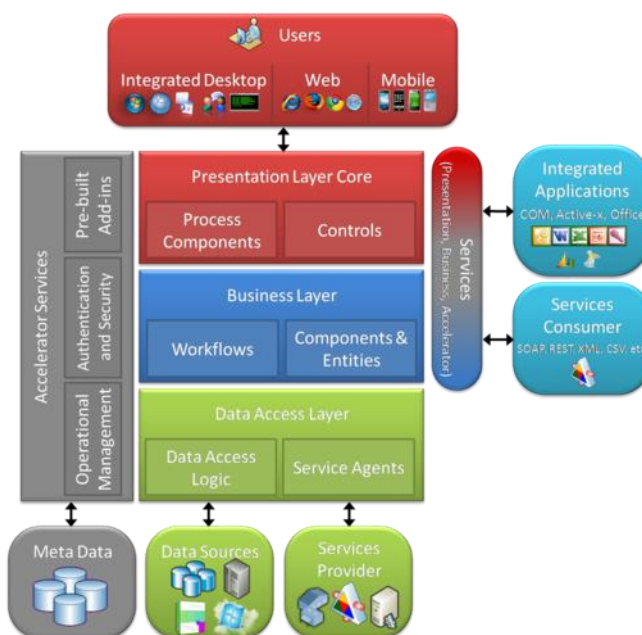 Users
Integrated Desktop
Web
Mobile
Accelerator Services
Pre-built
Add-ins
Authentication
and Security
Operational
Management
Presentation Layer Core
Process
Components
Controls
Business Layer
Workflows
Components &
Entities
Data Access Layer
Data Access
Logic
Service Agents
Services
(Presentation, Business, Accelerator)
Integrated
Applications
COM, Active-x, Office
Services
Consumer
SOAP, REST, XML, CSV, etc
Meta Data
Data Sources
Services
Provider